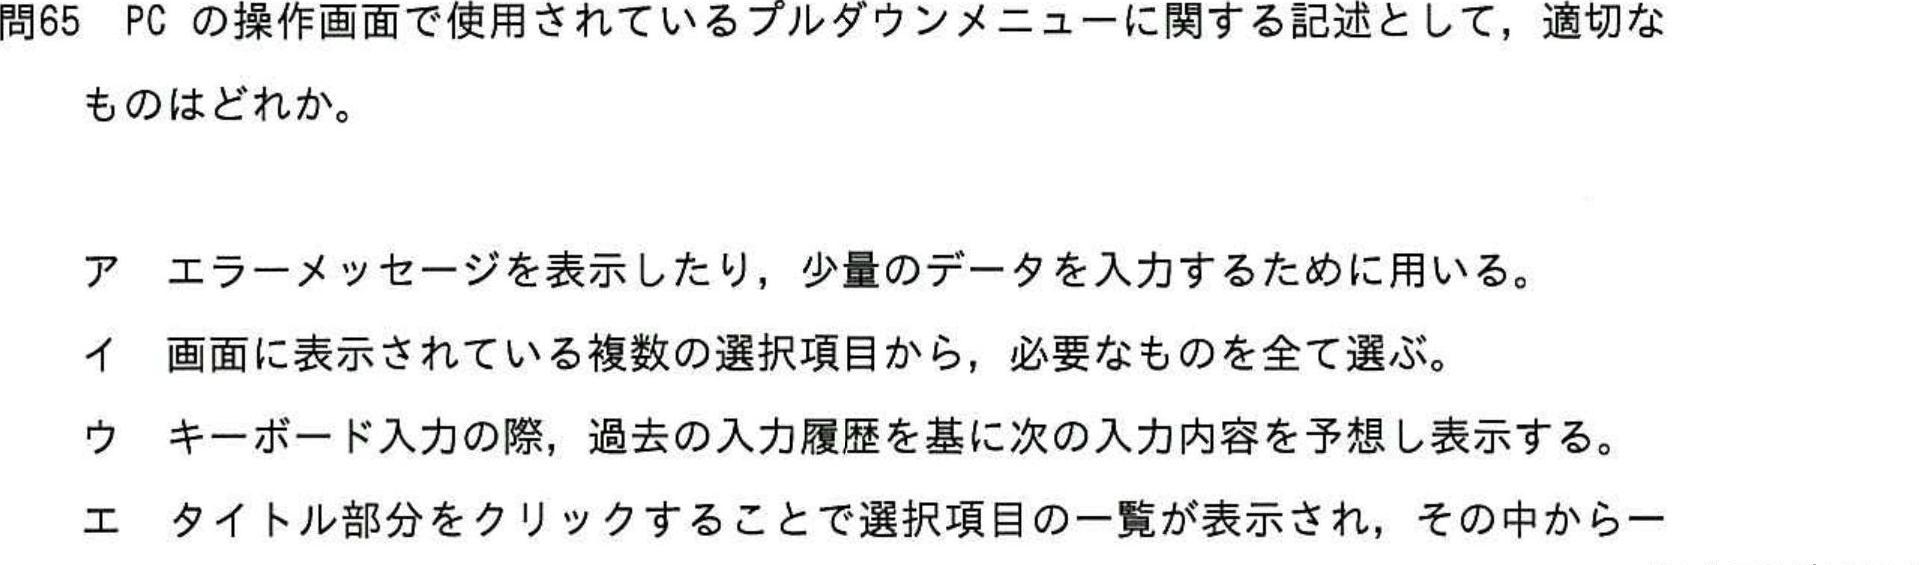 問65 PC の操作画面で使用されているプルダウンメニューに関する記述として，適切な
ものはどれか。
ア エラーメッセージを表示したり，少量のデータを入力するために用いる。
イ 画面に表示されている複数の選択項目から，必要なものを全て選ぶ。
ウ キーボード入力の際，過去の入力履歴を基に次の入力内容を予想し表示する。
エ タイトル部分をクリックすることで選択項目の一覧が表示され，その中から一